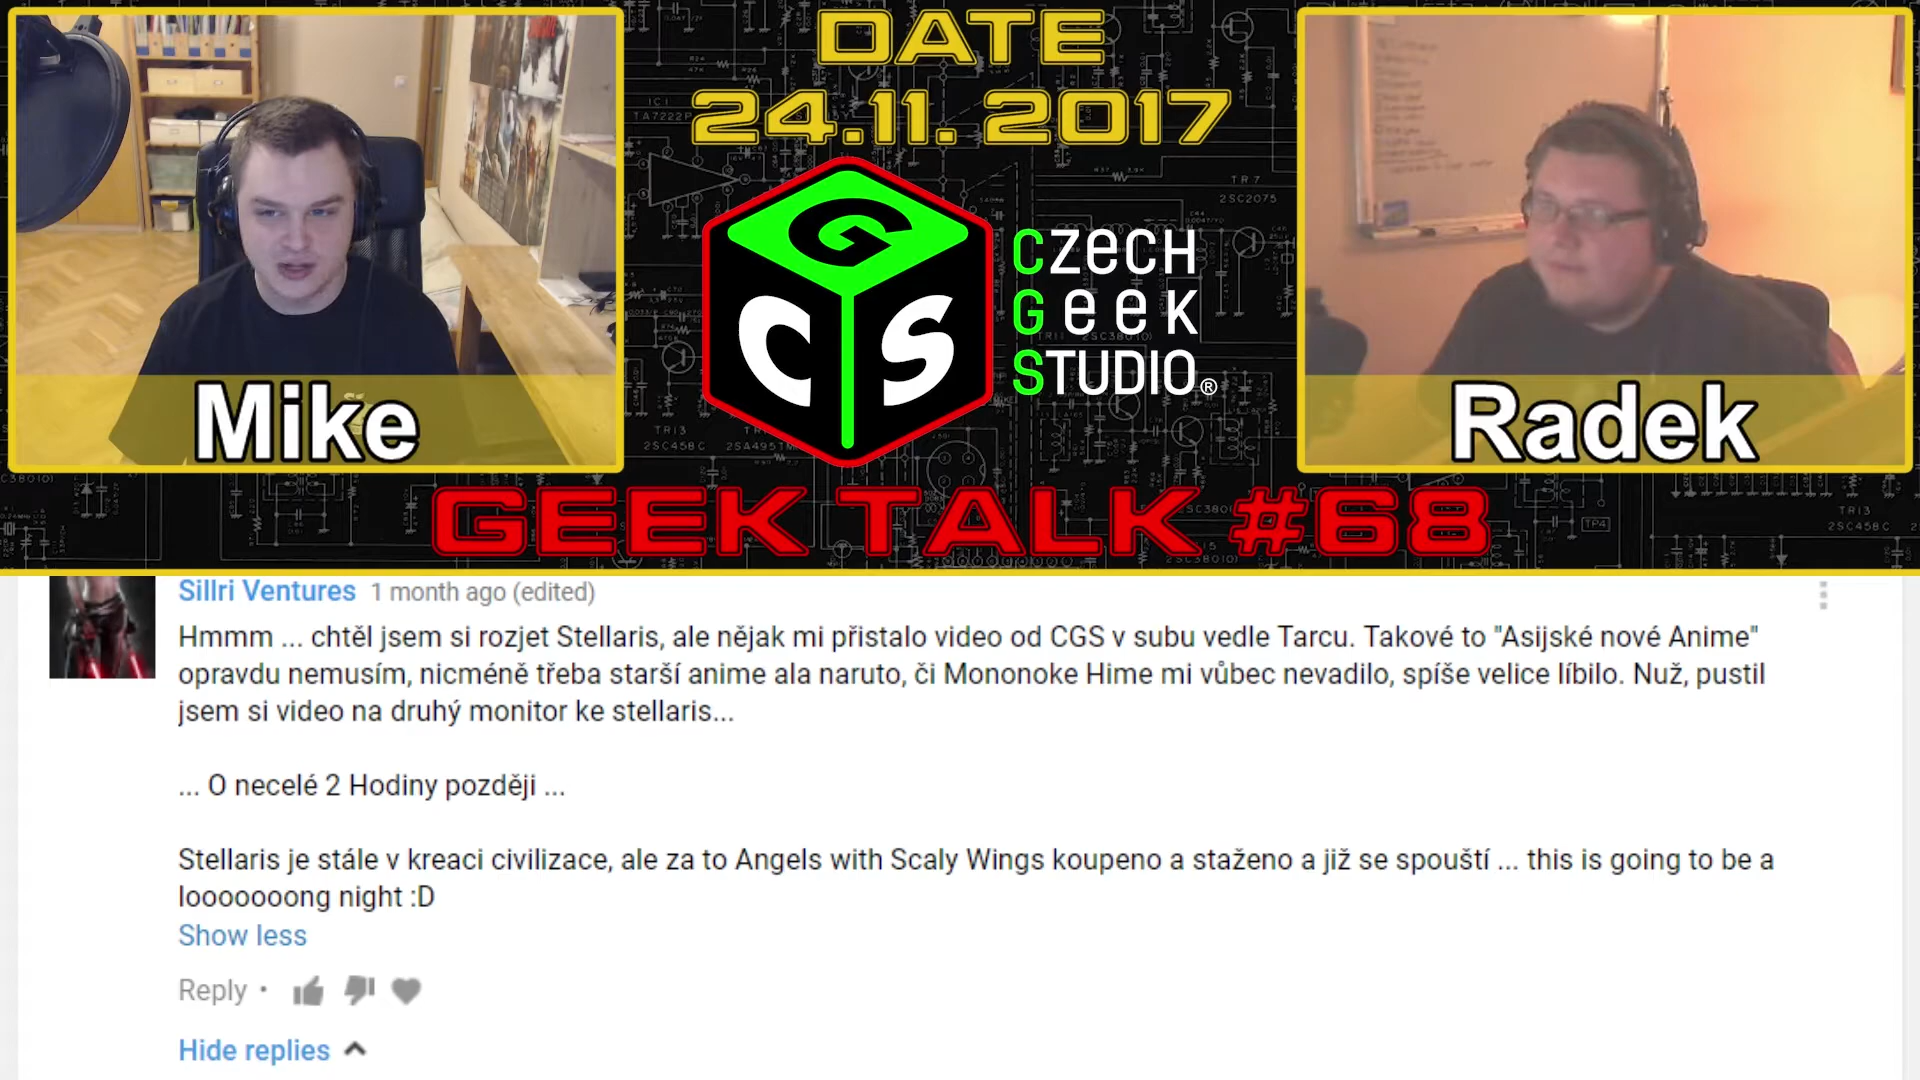 DATE
24.11. 2017
G
C S
CZECH
GEEK
STUDIO®
Mike
Radek
GEEK TALK #68
Sillri Ventures 1 month ago (edited)
Hmmm ... chtěl jsem si rozjet Stellaris, ale nějak mi přistalo video od CGS v subu vedle Tarcu. Takové to "Asijské nové Anime"
opravdu nemusím, nicméně třeba starší anime ala naruto, či Mononoke Hime mi vůbec nevadilo, spíše velice líbilo. Nuž, pustil
jsem si video na druhý monitor ke stellaris...
... O necelé 2 Hodiny později ...
Stellaris je stále v kreaci civilizace, ale za to Angels with Scaly Wings koupeno a staženo a již se spouští ... this is going to be a
looooooong night :D
Show less
Reply •
Hide replies